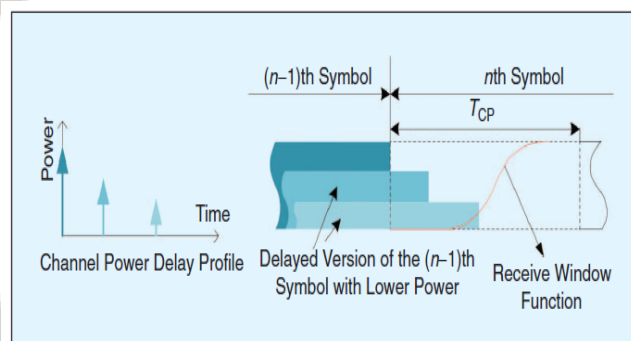 (n–1)th Symbol
nth Symbol
TCP
Power
Time
Channel Power Delay Profile
Delayed Version of the (n–1)th
Symbol with Lower Power
Receive Window
Function